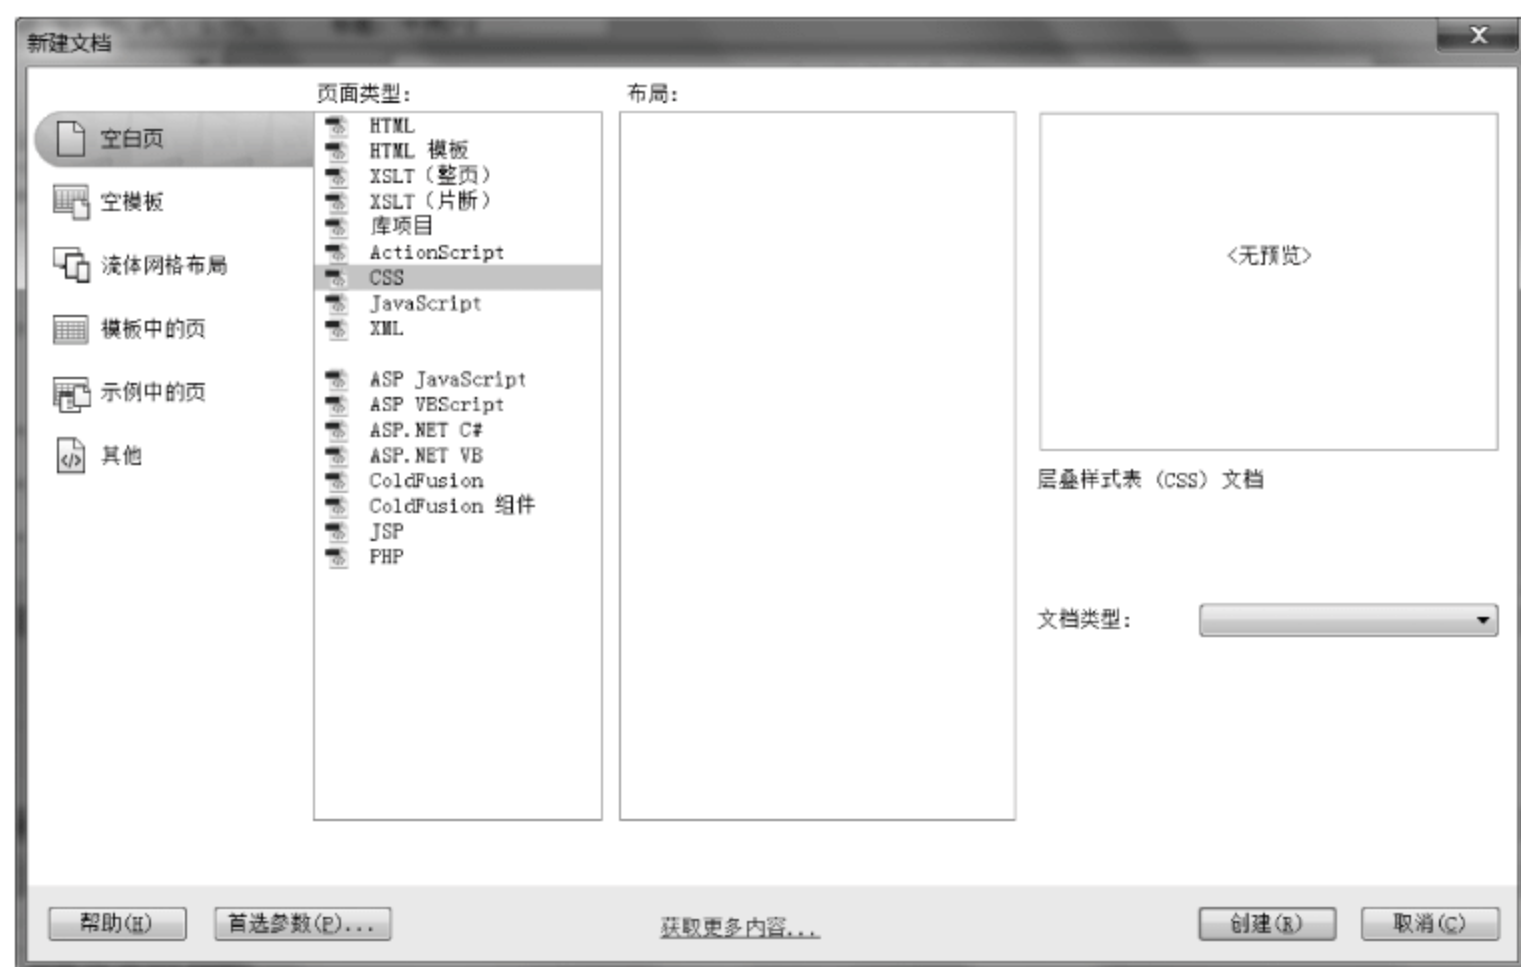 新建文档
X
页面类型:
布局:
空白页
空模板
流体网格布局
模板中的页
示例中的页
</>
其他
HTML
HTML 模板
XSLT（整页）
XSLT（片断）
库项目
ActionScript
CSS
JavaScript
XML
ASP JavaScript
ASP VBScript
ASP.NET C#
ASP.NET VB
ColdFusion
ColdFusion 组件
JSP
PHP
<无预览>
层叠样式表（CSS）文档
文档类型:
帮助(H)
首选参数(P)...
获取更多内容...
创建(R)
取消(C)